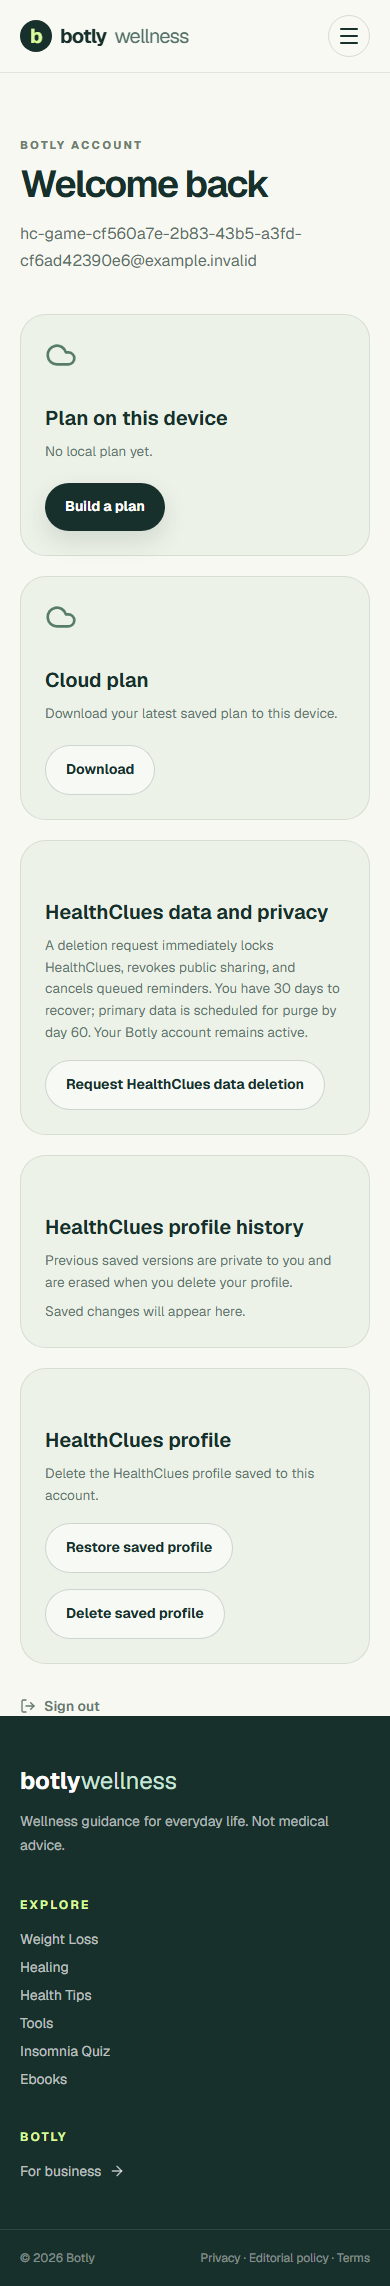 b botly wellness
BOTLY ACCOUNT
Welcome back
hc-game-cf560a7e-2b83-43b5-a3fd-
cf6ad42390e6@example.invalid
Plan on this device
No local plan yet.
Build a plan
Cloud plan
Download your latest saved plan to this device.
Download
HealthClues data and privacy
A deletion request immediately locks
HealthClues, revokes public sharing, and
cancels queued reminders. You have 30 days to
recover; primary data is scheduled for purge by
day 60. Your Botly account remains active.
Request HealthClues data deletion
HealthClues profile history
Previous saved versions are private to you and
are erased when you delete your profile.
Saved changes will appear here.
HealthClues profile
Delete the HealthClues profile saved to this
account.
Restore saved profile
Delete saved profile
Sign out
botlywellness
Wellness guidance for everyday life. Not medical
advice.
EXPLORE
Weight Loss
Healing
Health Tips
Tools
Insomnia Quiz
Ebooks
BOTLY
For business →
© 2026 Botly Privacy · Editorial policy · Terms